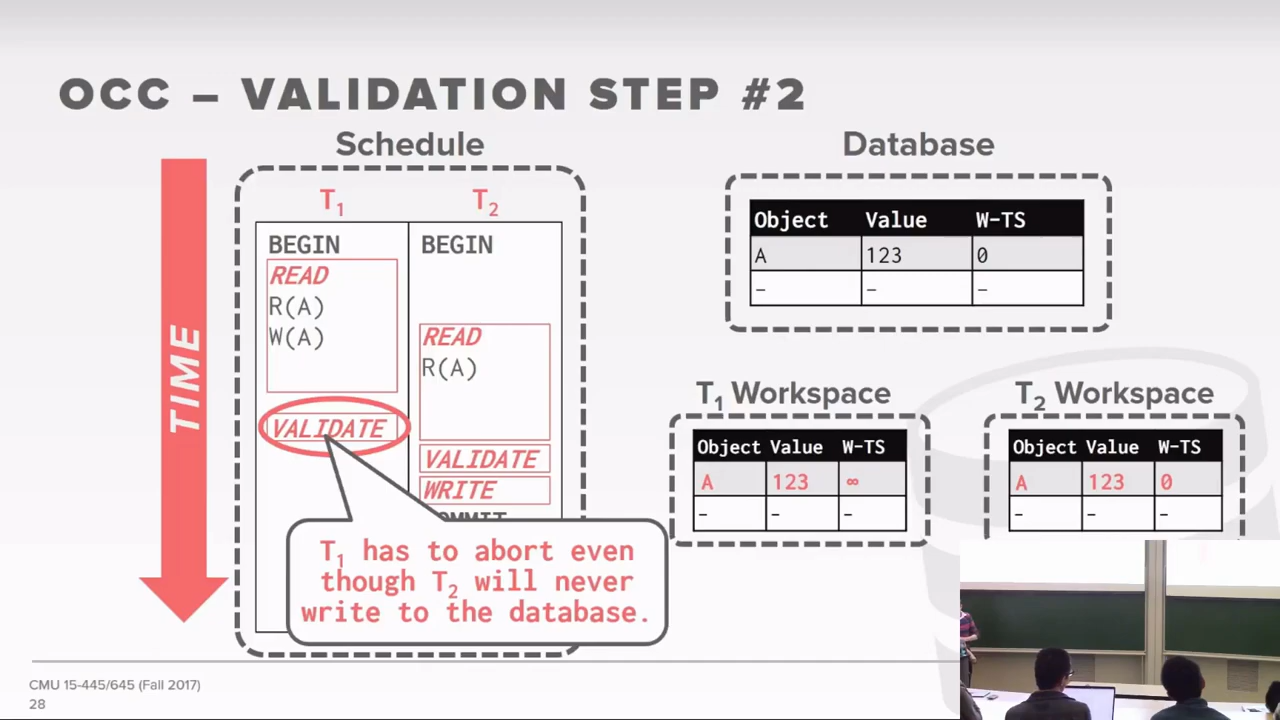 OCC – VALIDATION STEP #2
Schedule
Database
TIME
T1
T2
BEGIN
READ
R(A)
W(A)
VALIDATE
BEGIN
READ
R(A)
VALIDATE
WRITE
COMMIT
T1 has to abort even
though T2 will never
write to the database.
Object Value W-TS
A 123 0
– – –
T1 Workspace
Object Value W-TS
A 123 ∞
– – –
T2 Workspace
Object Value W-TS
A 123 0
– – –
CMU 15-445/645 (Fall 2017)
28